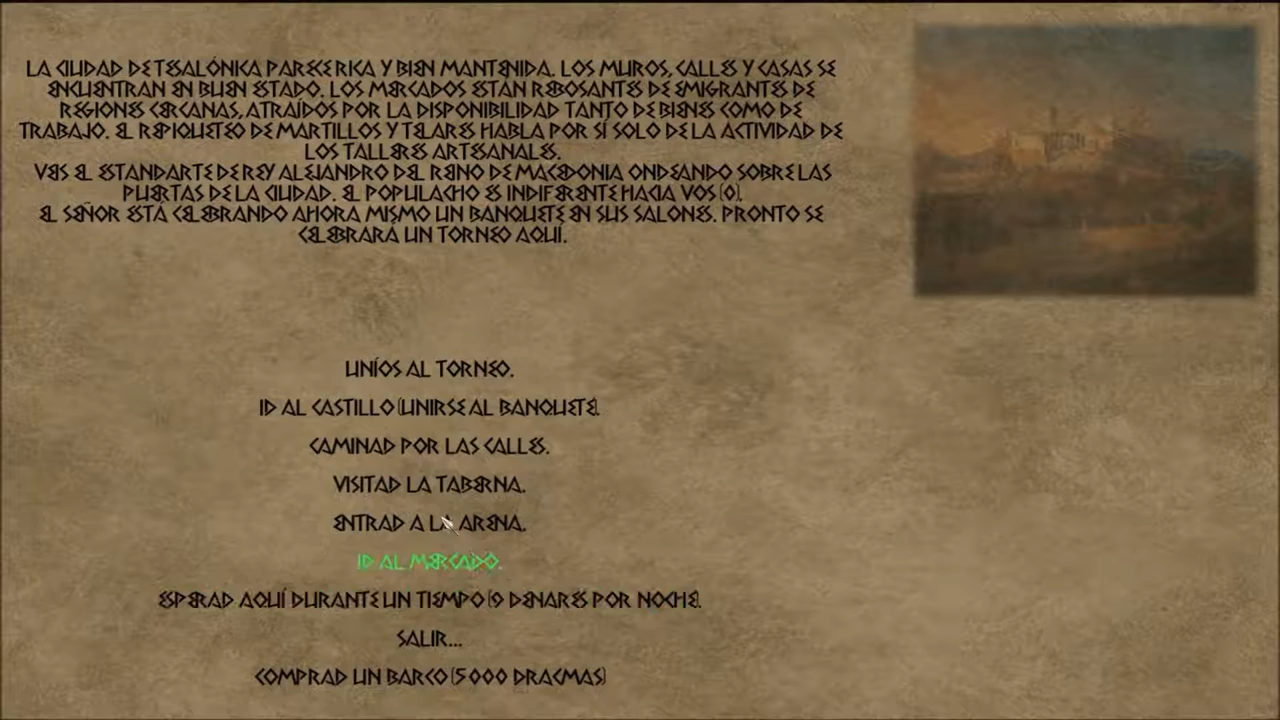 LA CIUDAD DE TESALÓNICA PARECE RICA Y BIEN MANTENIDA. LOS MUROS, CALLES Y CASAS SE
ENCUENTRAN EN BUEN ESTADO. LOS MERCADOS ESTÁN REBOSANTES DE EMIGRANTES DE
REGIONES CERCANAS, ATRAÍDOS POR LA DISPONIBILIDAD TANTO DE BIENES COMO DE
TRABAJO. EL REPIQUETEO DE MARTILLOS Y TELARES HABLA POR SÍ SOLO DE LA ACTIVIDAD DE
LOS TALLERES ARTESANALES.
VES EL ESTANDARTE DE REY ALEJANDRO DEL REINO DE MACEDONIA ONDEANDO SOBRE LAS
PUERTAS DE LA CIUDAD. EL POPULACHO ES INDIFERENTE HACIA VOS (0).
EL SEÑOR ESTÁ CELEBRANDO AHORA MISMO UN BANQUETE EN SUS SALONES. PRONTO SE
CELEBRARÁ UN TORNEO AQUÍ.
UNÍOS AL TORNEO.
ID AL CASTILLO (UNIRSE AL BANQUETE).
CAMINAD POR LAS CALLES.
VISITAD LA TABERNA.
ENTRAD A LA ARENA.
ID AL MERCADO.
ESPERAD AQUÍ DURANTE UN TIEMPO (9 DENARES POR NOCHE).
SALIR...
COMPRAD UN BARCO (5000 DRACMAS)